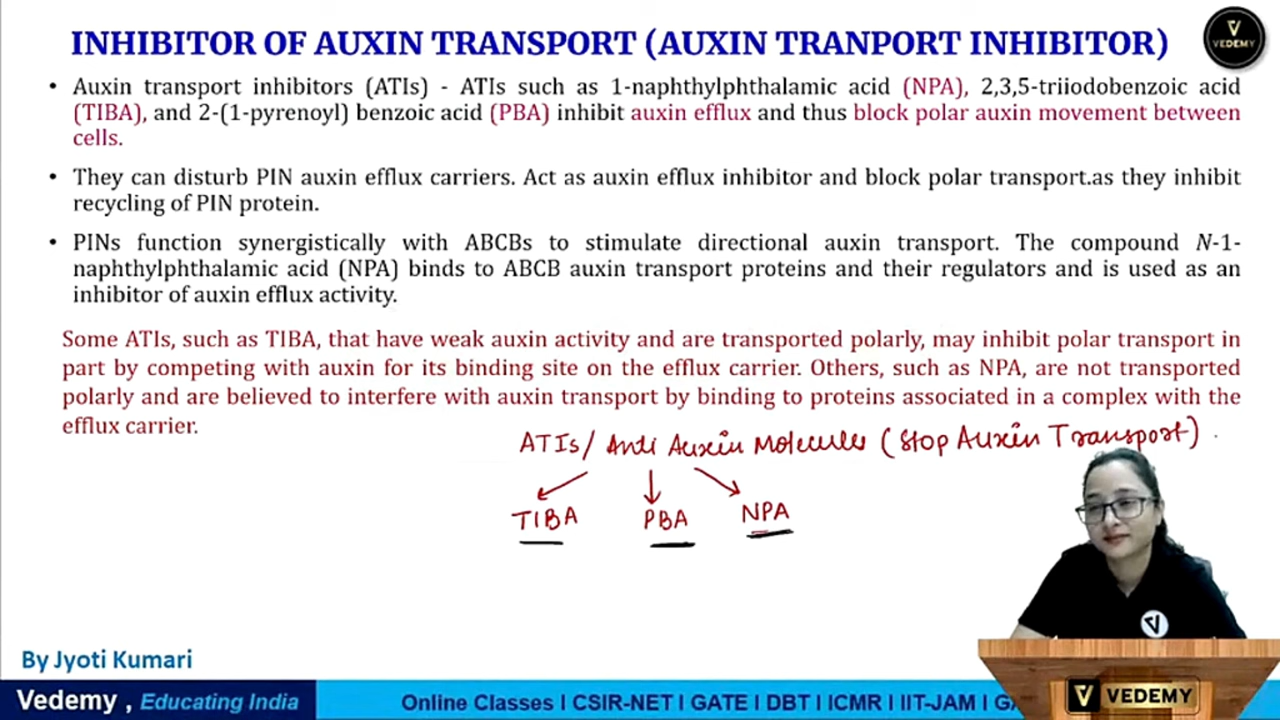 INHIBITOR OF AUXIN TRANSPORT (AUXIN TRANPORT INHIBITOR)
VEDEMY
• Auxin transport inhibitors (ATIs) - ATIs such as 1-naphthylphthalamic acid (NPA), 2,3,5-triiodobenzoic acid
(TIBA), and 2-(1-pyrenoyl) benzoic acid (PBA) inhibit auxin efflux and thus block polar auxin movement between
cells.
• They can disturb PIN auxin efflux carriers. Act as auxin efflux inhibitor and block polar transport.as they inhibit
recycling of PIN protein.
• PINs function synergistically with ABCBs to stimulate directional auxin transport. The compound N-1-
naphthylphthalamic acid (NPA) binds to ABCB auxin transport proteins and their regulators and is used as an
inhibitor of auxin efflux activity.
Some ATIs, such as TIBA, that have weak auxin activity and are transported polarly, may inhibit polar transport in
part by competing with auxin for its binding site on the efflux carrier. Others, such as NPA, are not transported
polarly and are believed to interfere with auxin transport by binding to proteins associated in a complex with the
efflux carrier.
ATIs/ Anti Auxin Molecules (Stop Auxin Transport)
TIBA PBA NPA
By Jyoti Kumari
Vedemy , Educating India
Online Classes I CSIR-NET I GATE I DBT I ICMR I IIT-JAM I GA
VEDEMY